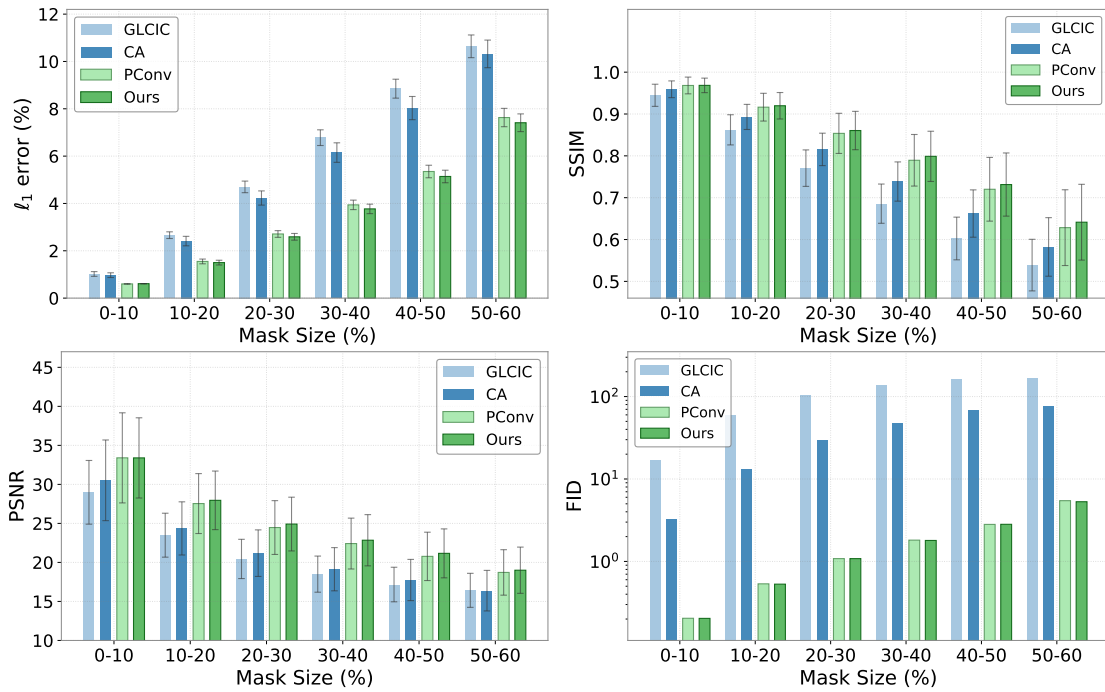 12
10
8
6
4
2
0
ℓ₁ error (%)
GLCIC
CA
PConv
Ours
0-10
10-20
20-30
30-40
40-50
50-60
Mask Size (%)
1.0
0.9
0.8
0.7
0.6
0.5
SSIM
GLCIC
CA
PConv
Ours
0-10
10-20
20-30
30-40
40-50
50-60
Mask Size (%)
45
40
35
30
25
20
15
10
PSNR
GLCIC
CA
PConv
Ours
0-10
10-20
20-30
30-40
40-50
50-60
Mask Size (%)
10²
10¹
10⁰
FID
GLCIC
CA
PConv
Ours
0-10
10-20
20-30
30-40
40-50
50-60
Mask Size (%)